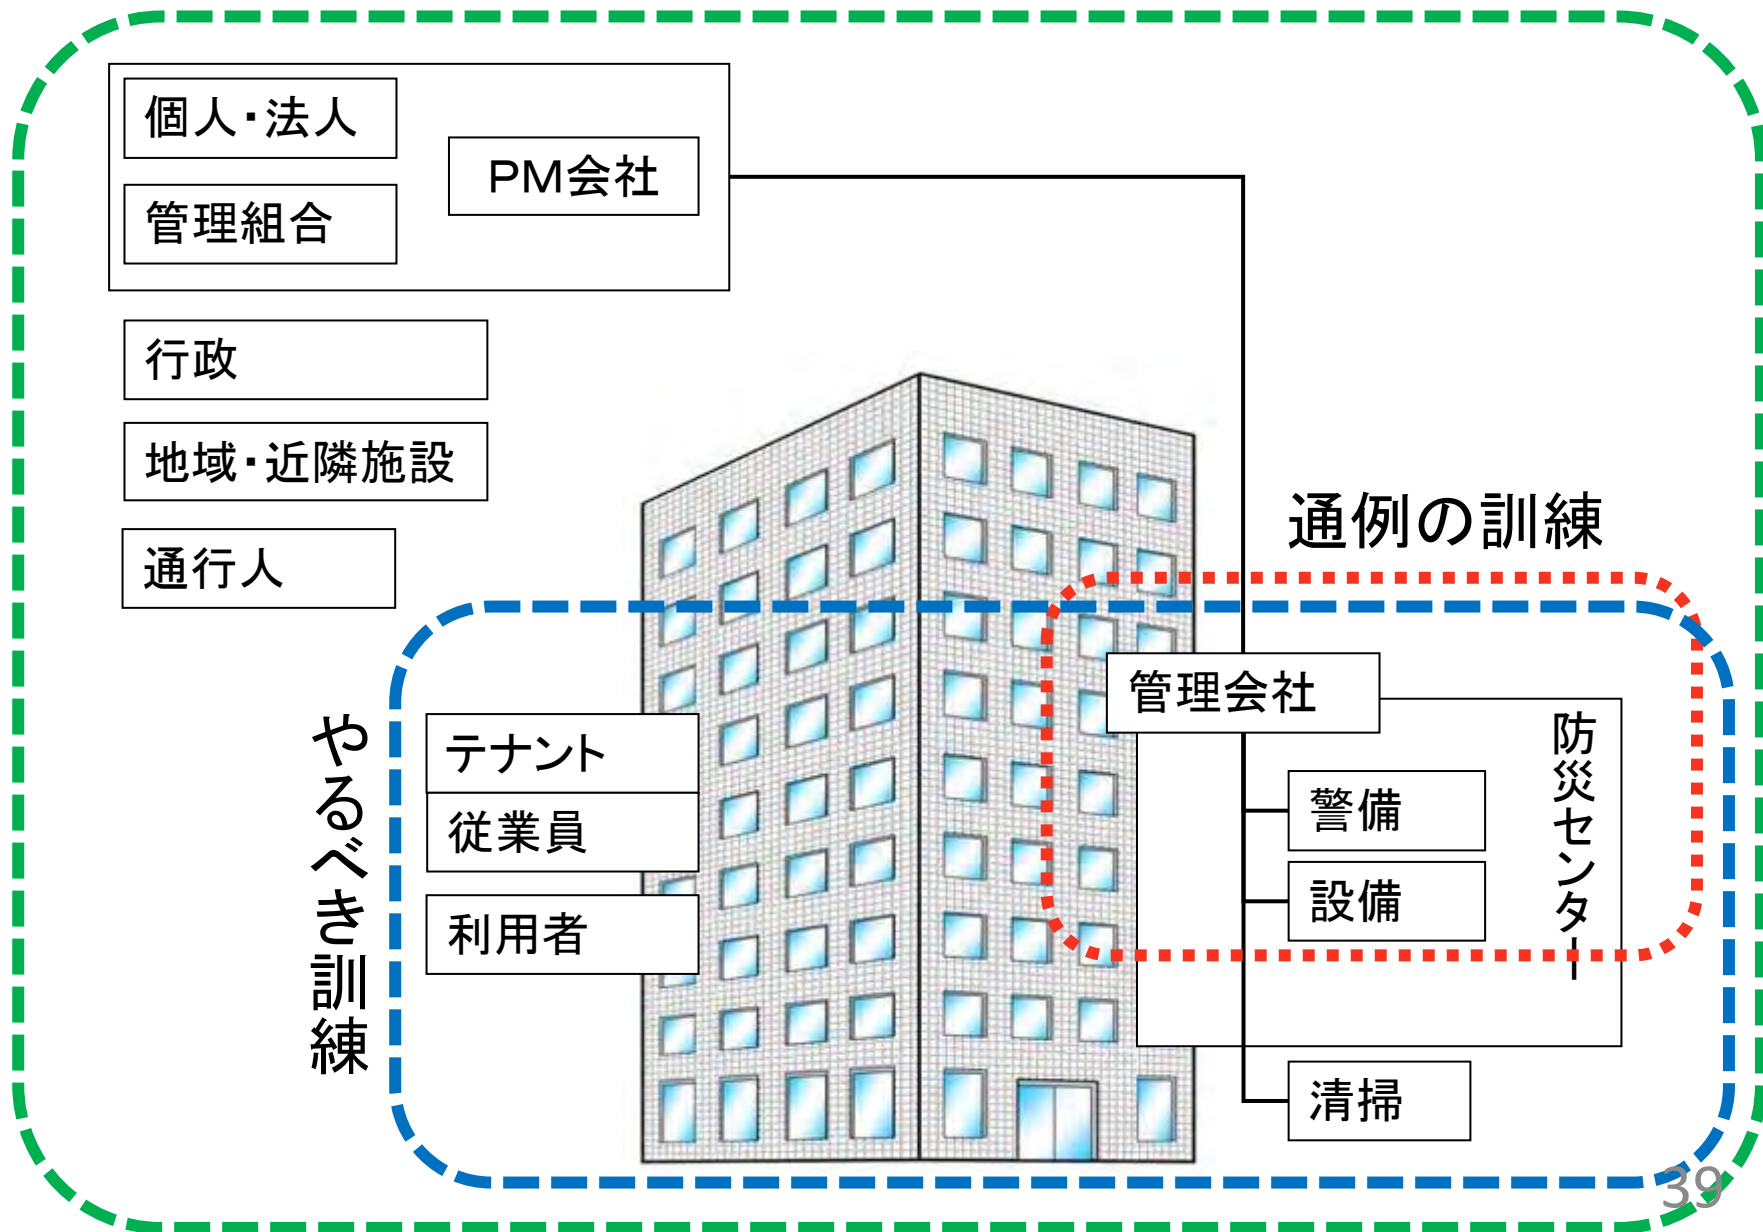 個人・法人
PM会社
管理組合
行政
地域・近隣施設
通行人
通例の訓練
管理会社
防災センター
警備
設備
清掃
やるべき訓練
テナント
従業員
利用者
39